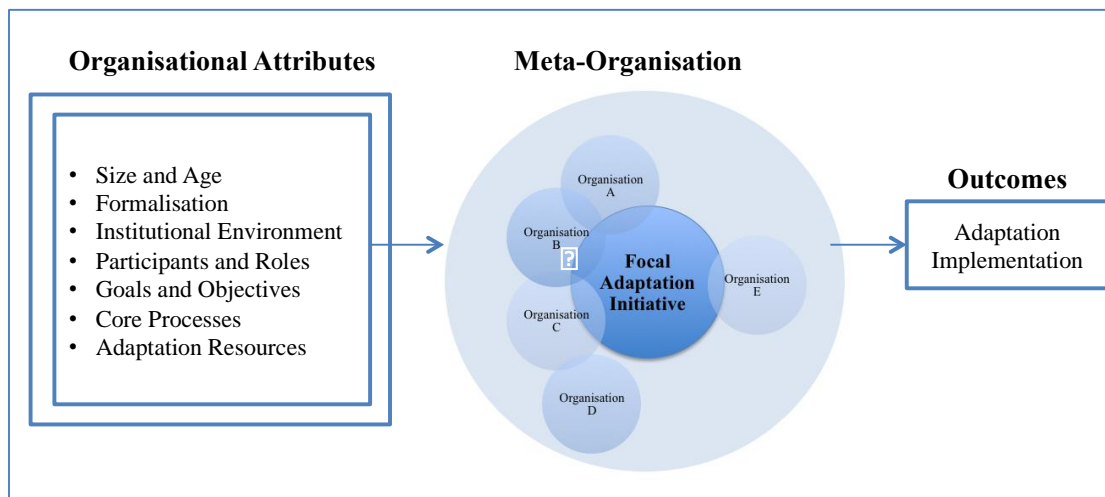 Organisational Attributes
• Size and Age
• Formalisation
• Institutional Environment
• Participants and Roles
• Goals and Objectives
• Core Processes
• Adaptation Resources
Meta-Organisation
Organisation
A
Organisation
B
?
Organisation
C
Organisation
D
Focal
Adaptation
Initiative
Organisation
E
Outcomes
Adaptation
Implementation